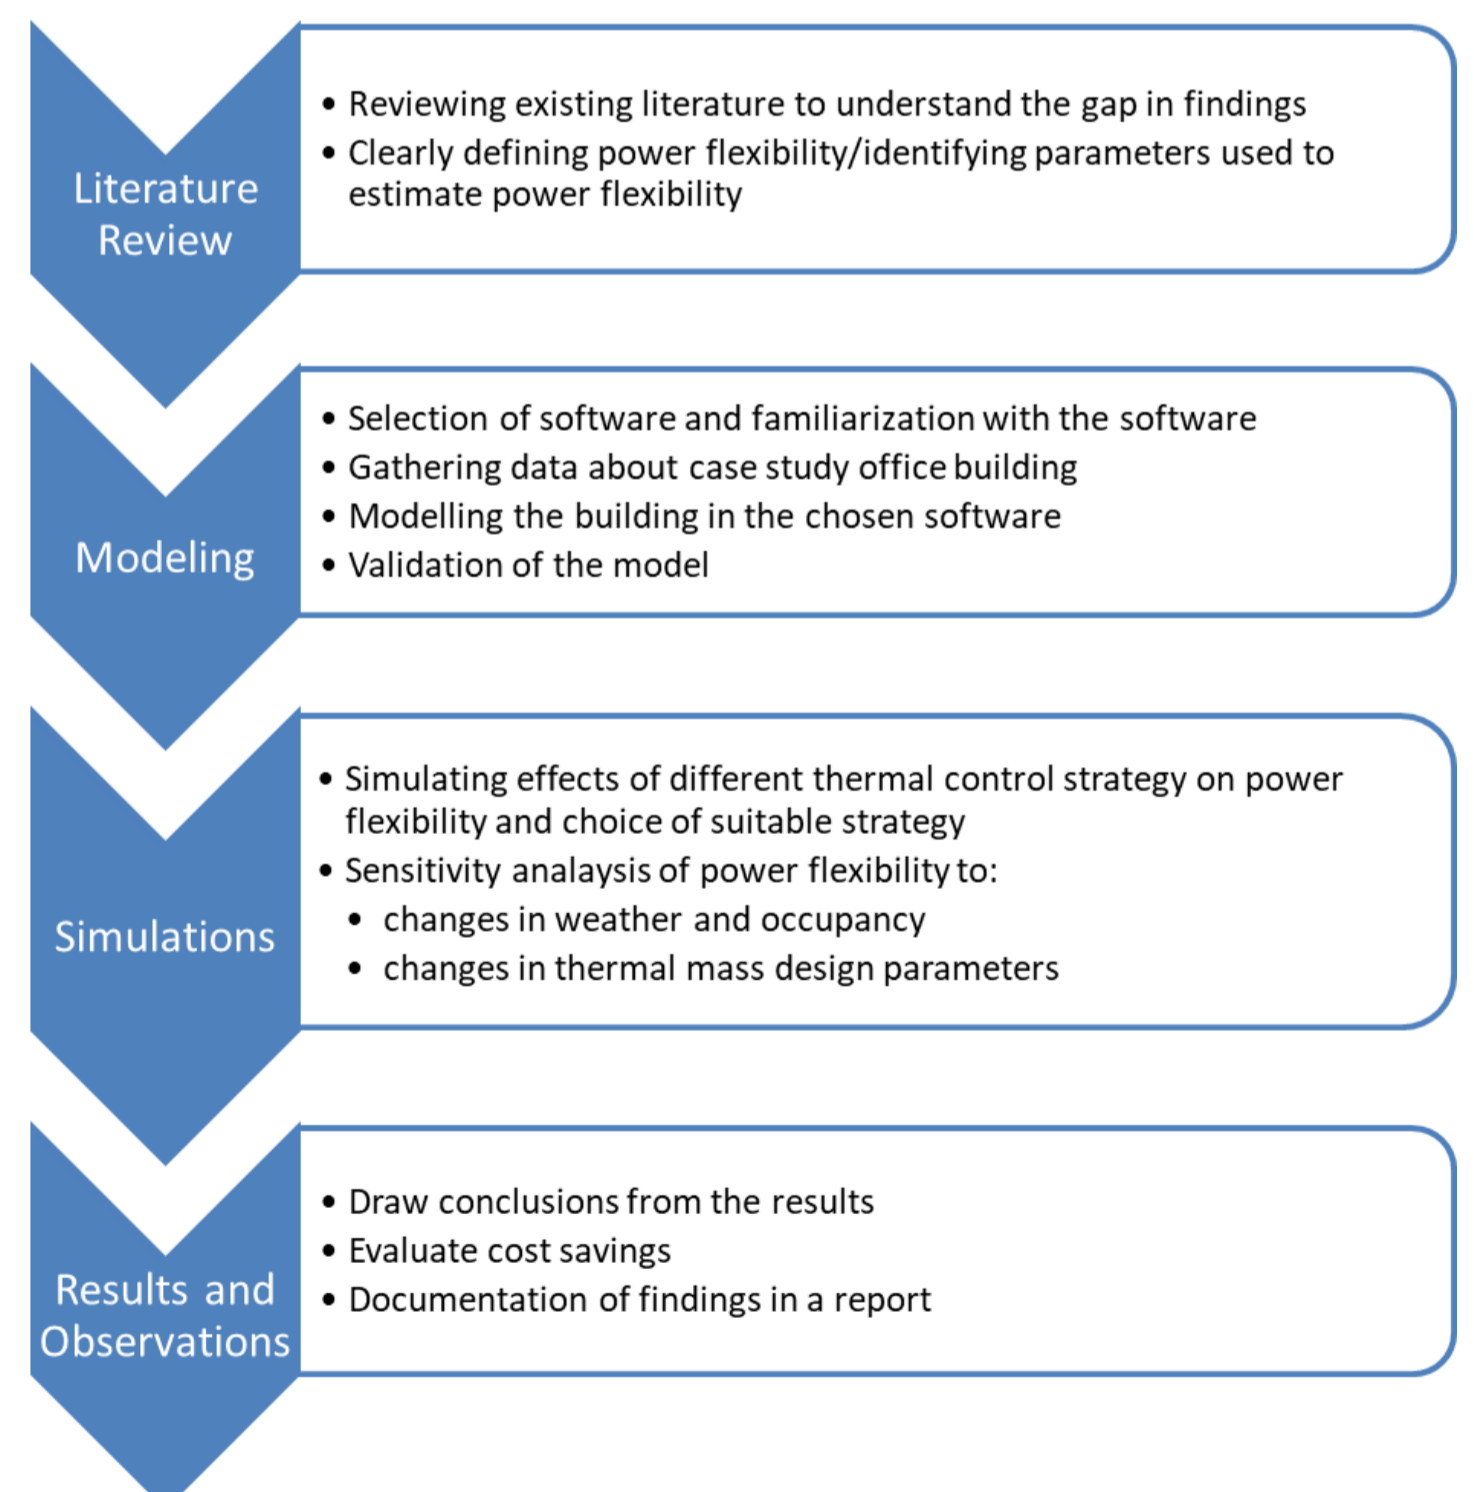 Literature
Review
• Reviewing existing literature to understand the gap in findings
• Clearly defining power flexibility/identifying parameters used to
estimate power flexibility
Modeling
• Selection of software and familiarization with the software
• Gathering data about case study office building
• Modelling the building in the chosen software
• Validation of the model
Simulations
• Simulating effects of different thermal control strategy on power
flexibility and choice of suitable strategy
• Sensitivity analaysis of power flexibility to:
• changes in weather and occupancy
• changes in thermal mass design parameters
Results and
Observations
• Draw conclusions from the results
• Evaluate cost savings
• Documentation of findings in a report